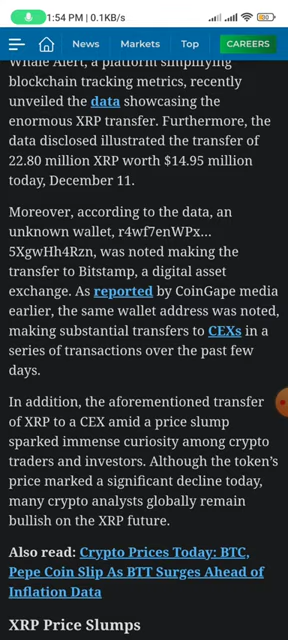 1:54 PM | 0.1KB/s
News Markets Top CAREERS
Whale Alert, a platform simplifying
blockchain tracking metrics, recently
unveiled the data showcasing the
enormous XRP transfer. Furthermore, the
data disclosed illustrated the transfer of
22.80 million XRP worth $14.95 million
today, December 11.
Moreover, according to the data, an
unknown wallet, r4wf7enWPx...
5XgwHh4Rzn, was noted making the
transfer to Bitstamp, a digital asset
exchange. As reported by CoinGape media
earlier, the same wallet address was noted,
making substantial transfers to CEXs in a
series of transactions over the past few
days.
In addition, the aforementioned transfer
of XRP to a CEX amid a price slump
sparked immense curiosity among crypto
traders and investors. Although the token's
price marked a significant decline today,
many crypto analysts globally remain
bullish on the XRP future.
Also read: Crypto Prices Today: BTC,
Pepe Coin Slip As BTT Surges Ahead of
Inflation Data
XRP Price Slumps